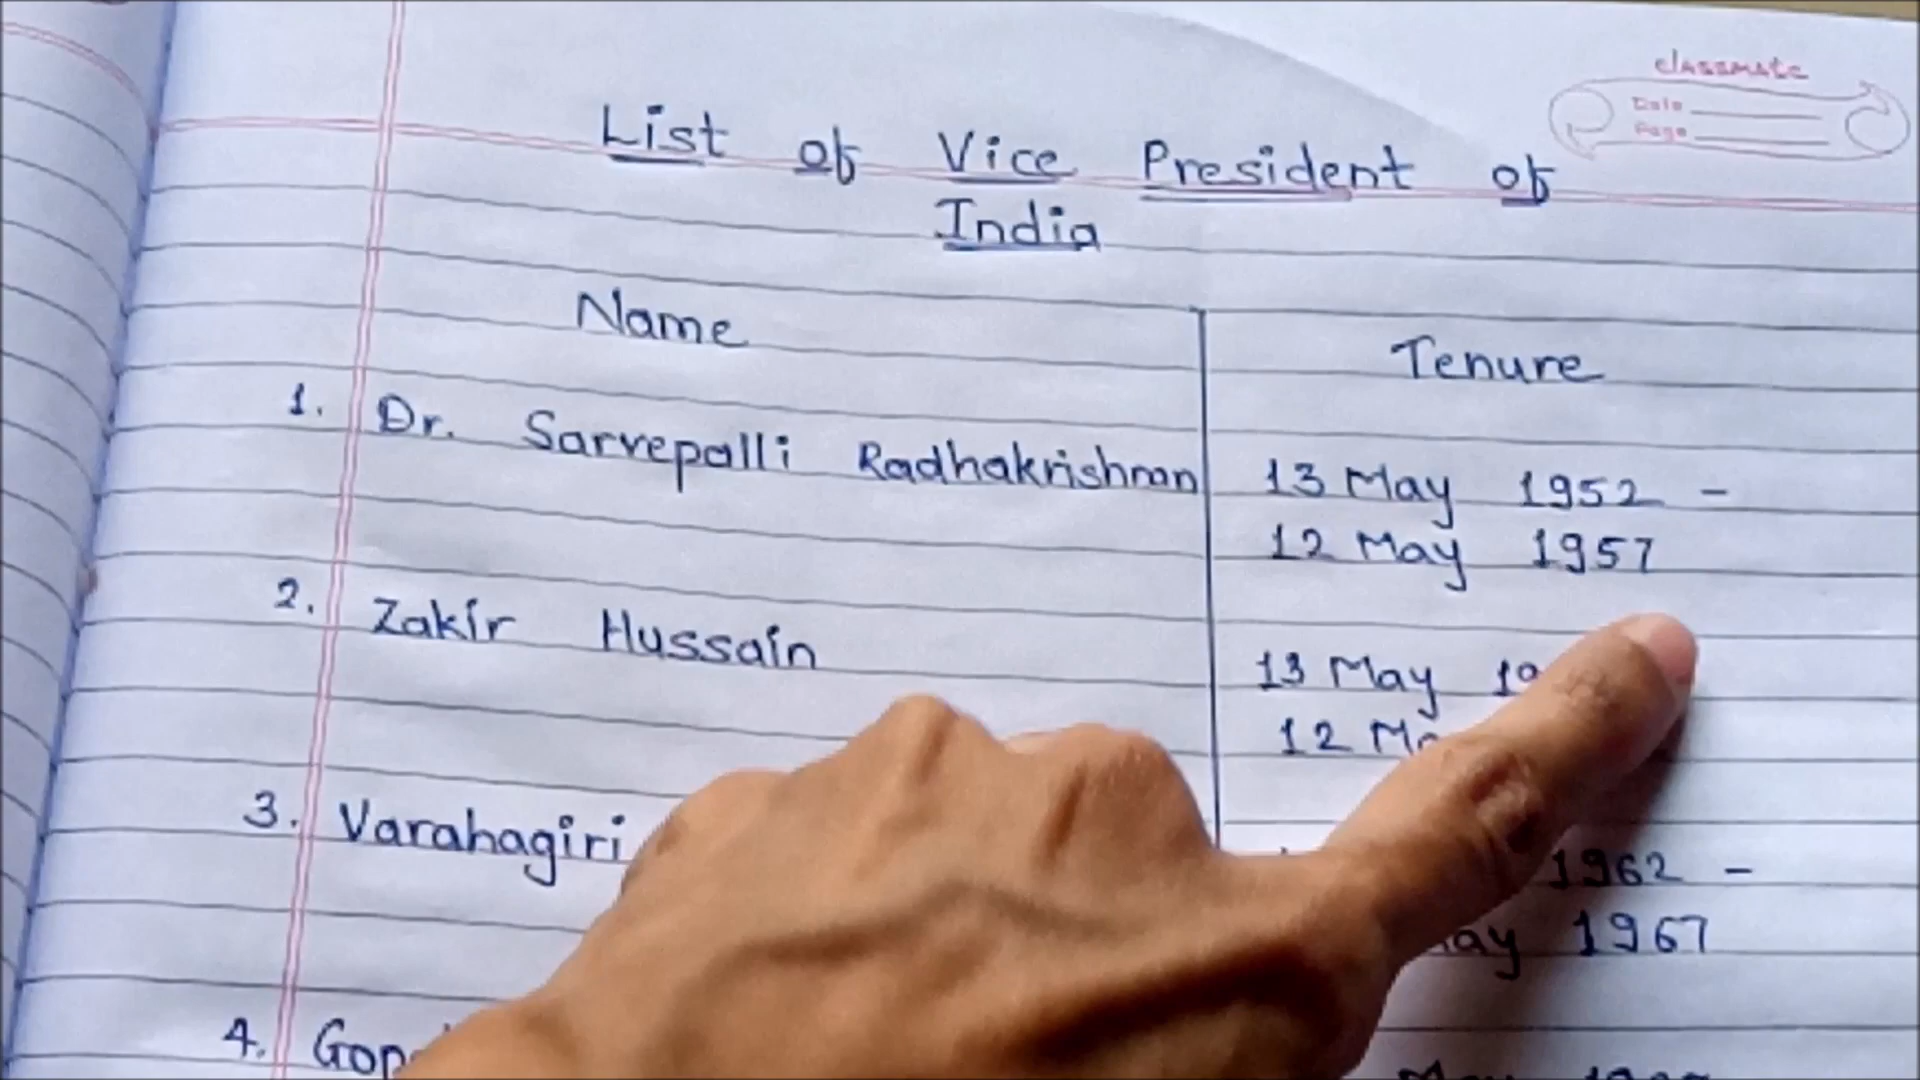 classmate
Date
Page
List of Vice President of
India
Name
Tenure
1. Dr. Sarvepalli Radhakrishnan 13 May 1952 -
12 May 1957
2. Zakir Hussain
13 May
12
3. Varahagiri
1962 -
1967
4.